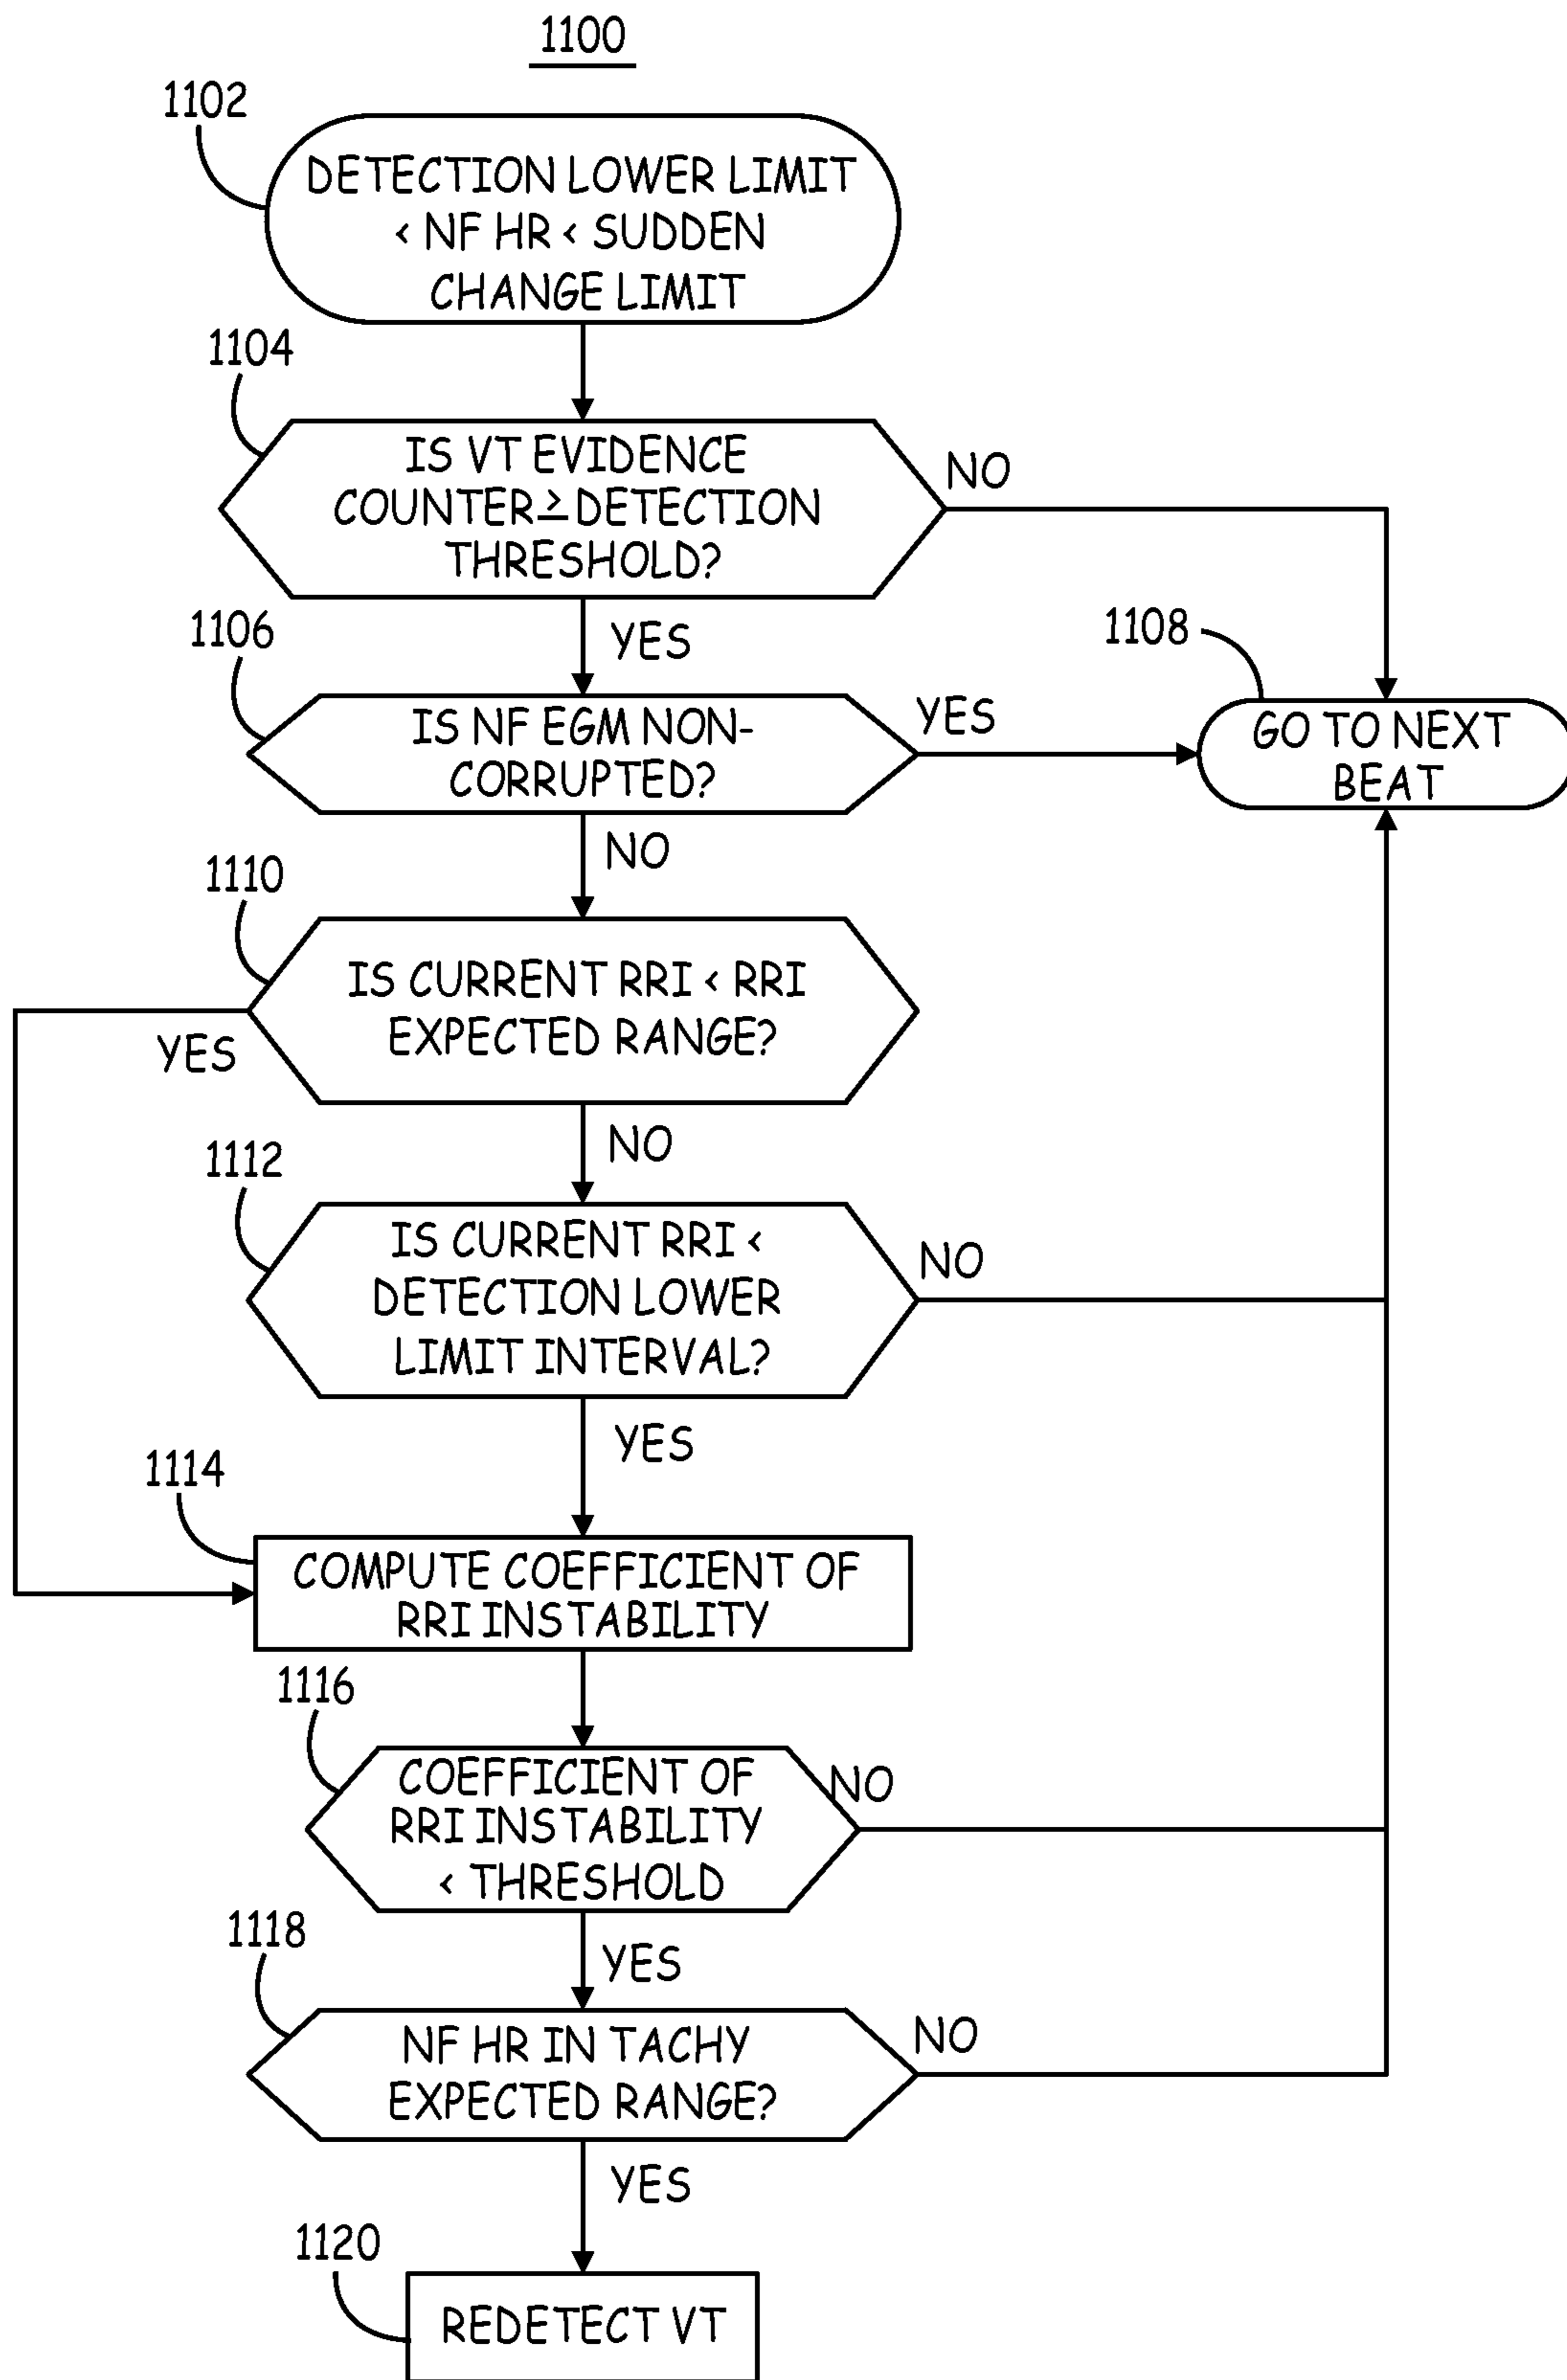 1100
1102
DETECTION LOWER LIMIT
< NF HR < SUDDEN
CHANGE LIMIT
1104
IS VT EVIDENCE
COUNTER ≥ DETECTION
THRESHOLD?
NO
YES
1106
IS NF EGM NON-
CORRUPTED?
YES
1108
GO TO NEXT
BEAT
NO
1110
IS CURRENT RRI < RRI
EXPECTED RANGE?
YES
NO
1112
IS CURRENT RRI <
DETECTION LOWER
LIMIT INTERVAL?
NO
YES
1114
COMPUTE COEFFICIENT OF
RRI INSTABILITY
1116
COEFFICIENT OF
RRI INSTABILITY
< THRESHOLD
NO
YES
1118
NF HR IN TACHY
EXPECTED RANGE?
NO
YES
1120
REDETECT VT